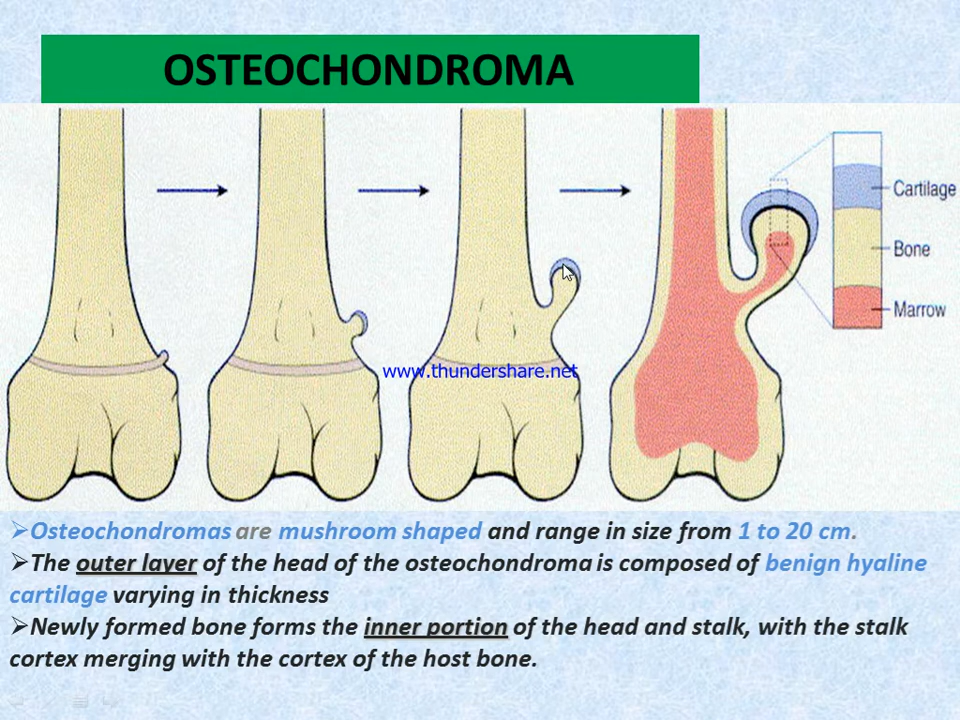 OSTEOCHONDROMA
Cartilage
Bone
Marrow
www.thundershare.net
➢Osteochondromas are mushroom shaped and range in size from 1 to 20 cm.
➢The outer layer of the head of the osteochondroma is composed of benign hyaline
cartilage varying in thickness
➢Newly formed bone forms the inner portion of the head and stalk, with the stalk
cortex merging with the cortex of the host bone.